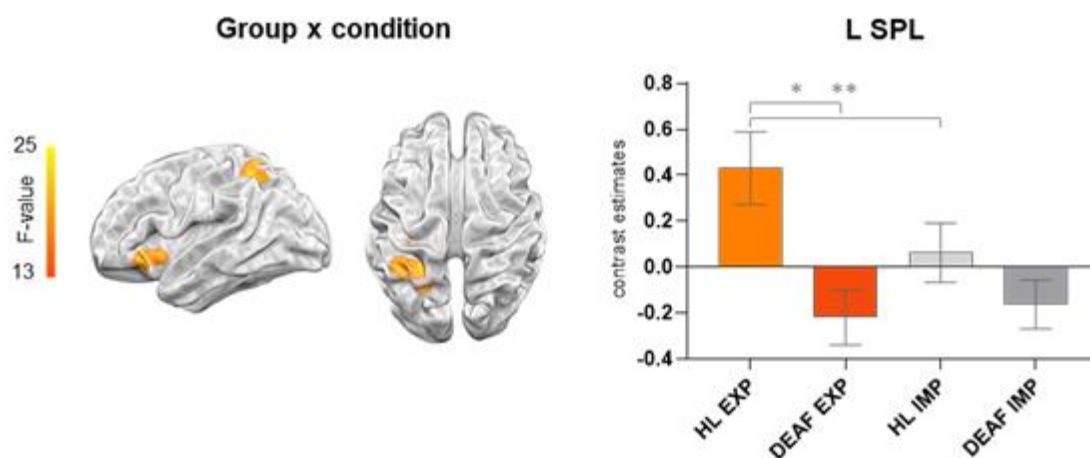 Group x condition
L SPL
25
F-value
13
contrast estimates
0.8
0.6
0.4
0.2
0.0
-0.2
-0.4
* **
HL EXP
DEAF EXP
HL IMP
DEAF IMP